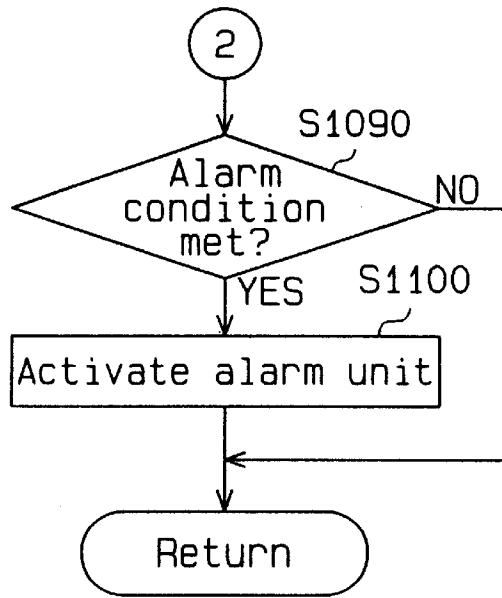 2
S1090
Alarm
condition
met?
NO
YES
S1100
Activate alarm unit
Return